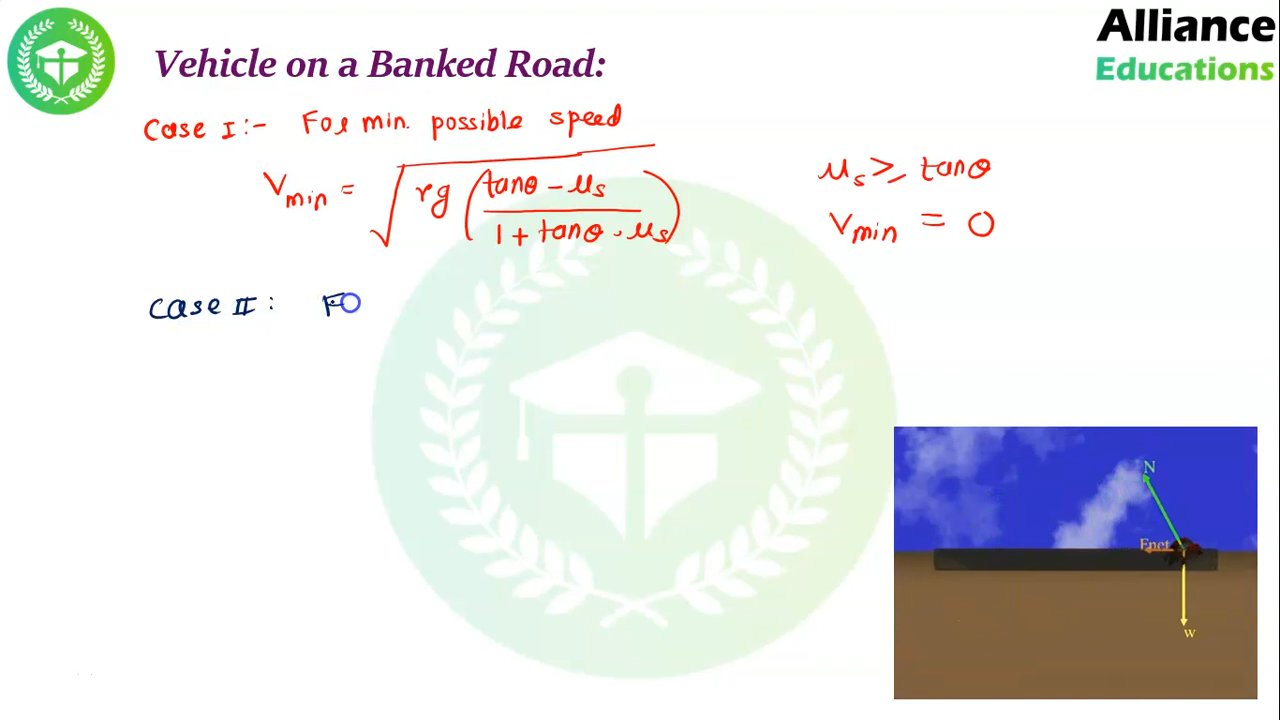 Alliance
Educations
Vehicle on a Banked Road:
Case I:- For min. possible speed
Vmin = √rg (tanθ - μs / 1 + tanθ . μs)
μs ≥ tanθ
Vmin = 0
Case II: Fo
N
Fnet
W